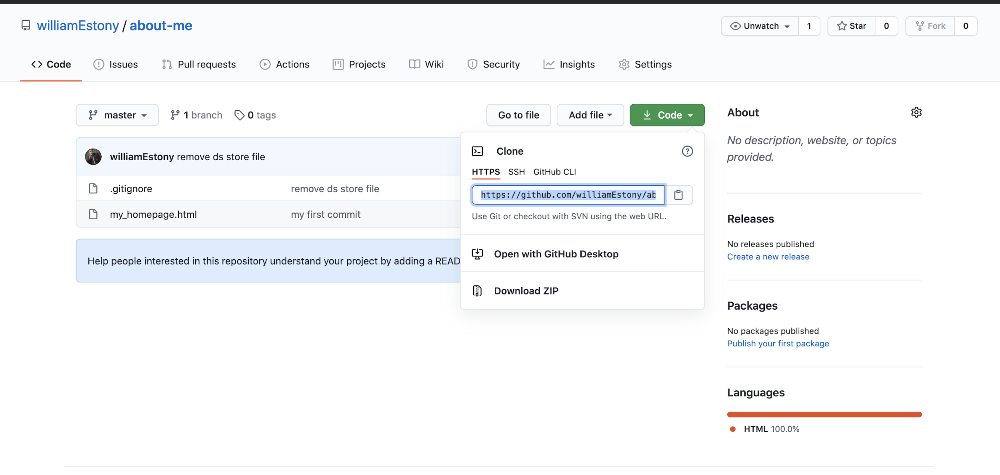 williamEstony / about-me
Unwatch 1 Star 0 Fork 0
Code Issues Pull requests Actions Projects Wiki Security Insights Settings
master 1 branch 0 tags Go to file Add file Code
williamEstony remove ds store file
.gitignore remove ds store file
my_homepage.html my first commit
Help people interested in this repository understand your project by adding a READ
Clone
HTTPS SSH GitHub CLI
https://github.com/williamEstony/ab
Use Git or checkout with SVN using the web URL.
Open with GitHub Desktop
Download ZIP
About
No description, website, or topics
provided.
Releases
No releases published
Create a new release
Packages
No packages published
Publish your first package
Languages
HTML 100.0%